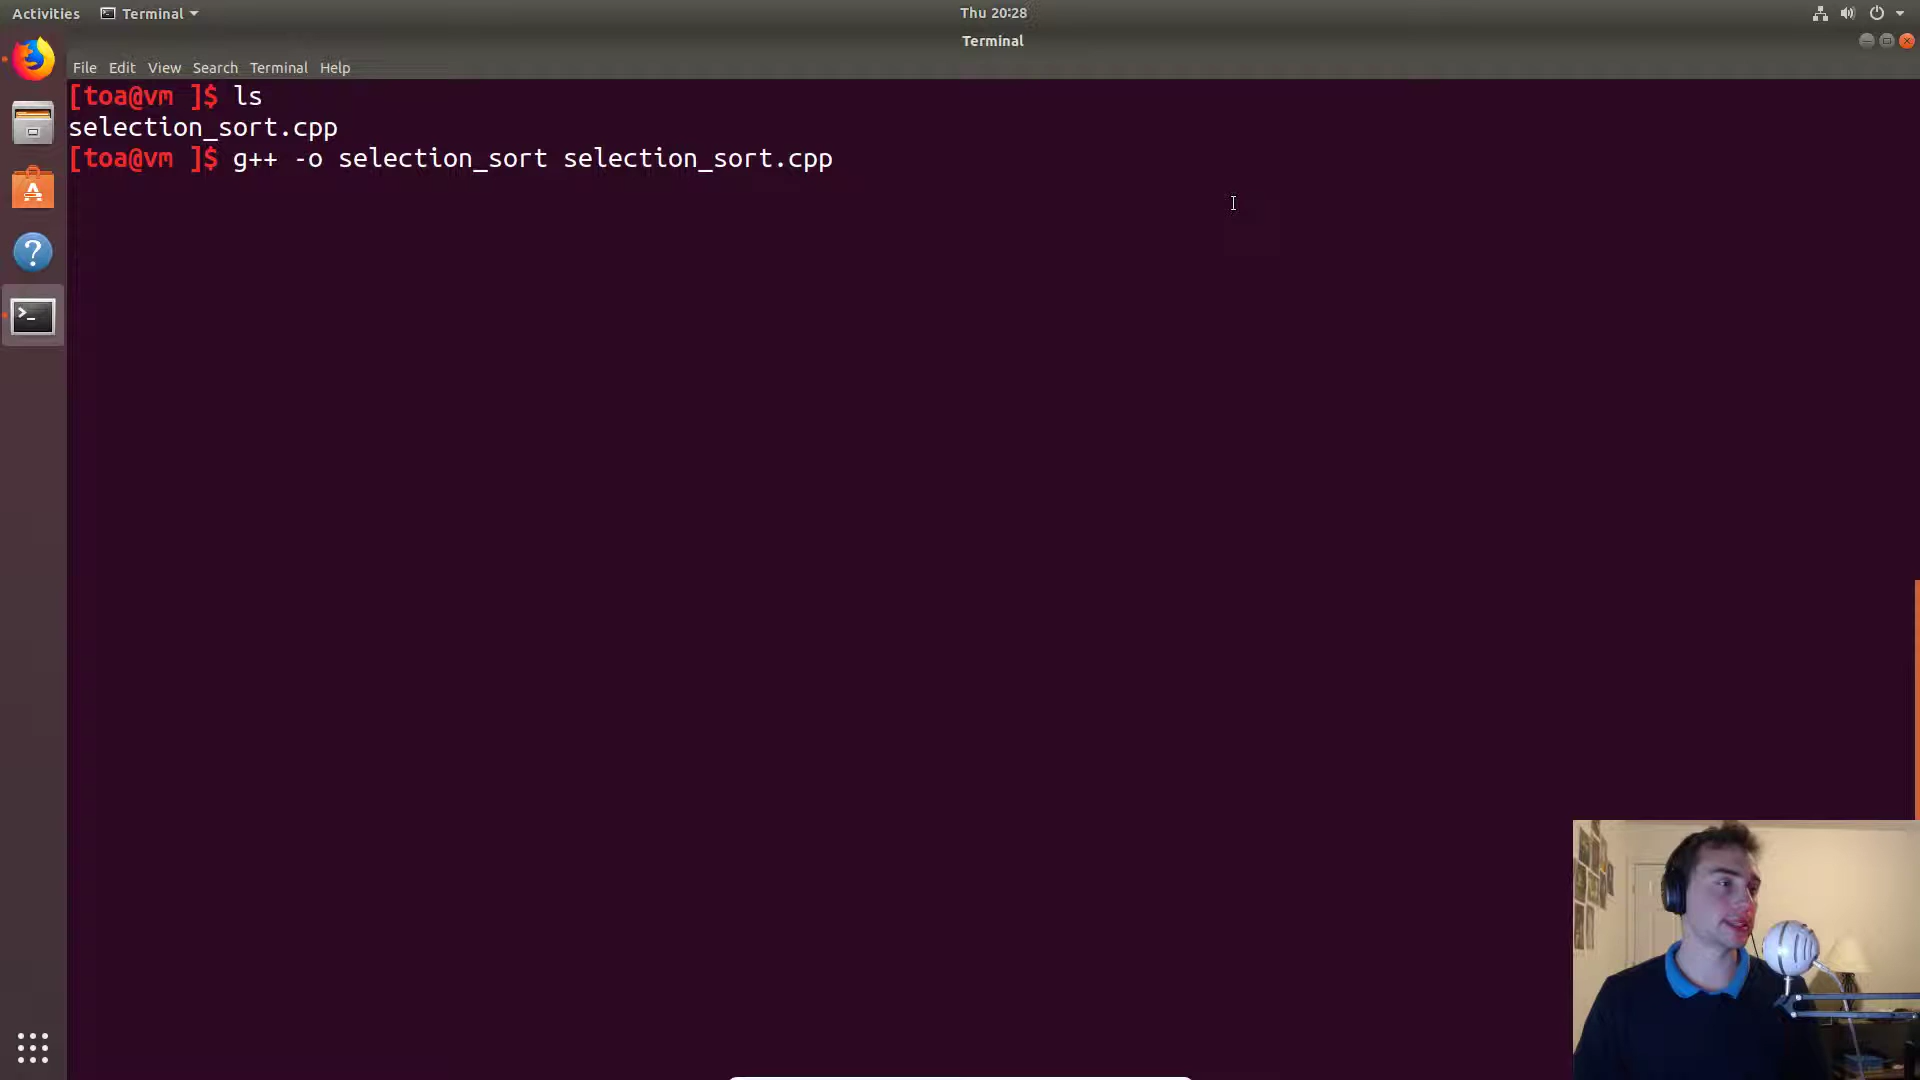 Activities
Terminal
Thu 20:28
Terminal
File Edit View Search Terminal Help
[toa@vm ]$ ls
selection_sort.cpp
[toa@vm ]$ g++ -o selection_sort selection_sort.cpp